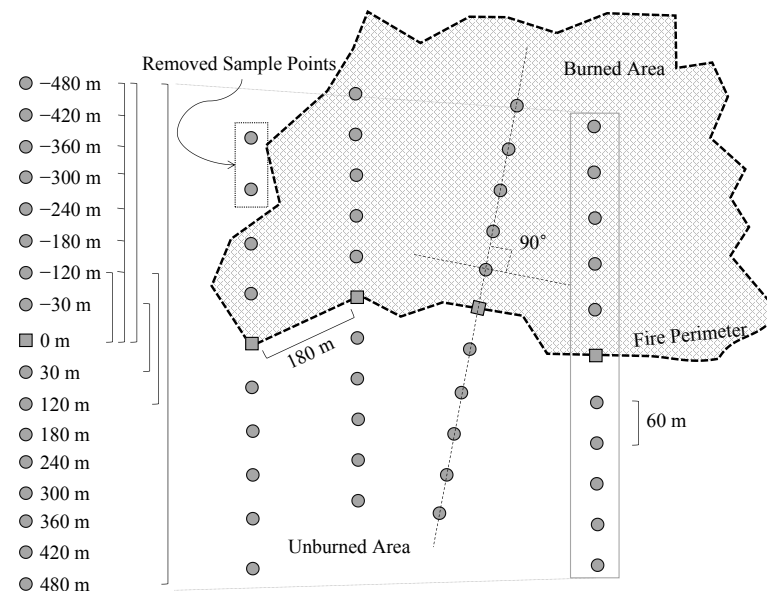 Removed Sample Points
Burned Area
−480 m
−420 m
−360 m
−300 m
−240 m
−180 m
−120 m
−30 m
0 m
30 m
120 m
180 m
240 m
300 m
360 m
420 m
480 m
90°
180 m
Fire Perimeter
60 m
Unburned Area